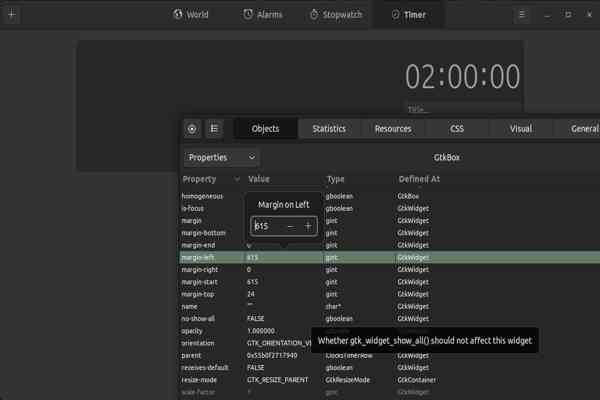 World Alarms Stopwatch Timer
02:00:00
Title...
Objects Statistics Resources CSS Visual General
Properties GtkBox
Property Value Type Defined At
homogeneous gboolean GtkBox
is-focus gboolean GtkWidget
margin gint GtkWidget
margin-bottom gint GtkWidget
margin-end 0 gint GtkWidget
Margin on Left
615 − +
margin-left 615 gint GtkWidget
margin-right 0 gint GtkWidget
margin-start 615 gint GtkWidget
margin-top 24 gint GtkWidget
name "" char* GtkWidget
no-show-all FALSE gboolean GtkWidget
opacity 1.000000
Whether gtk_widget_show_all() should not affect this widget
orientation GTK_ORIENTATION_VE
parent 0x55b0f2717940 ClocksTimerRow GtkWidget
receives-default FALSE gboolean GtkWidget
resize-mode GTK_RESIZE_PARENT GtkResizeMode GtkContainer
scale-factor gint GtkWidget